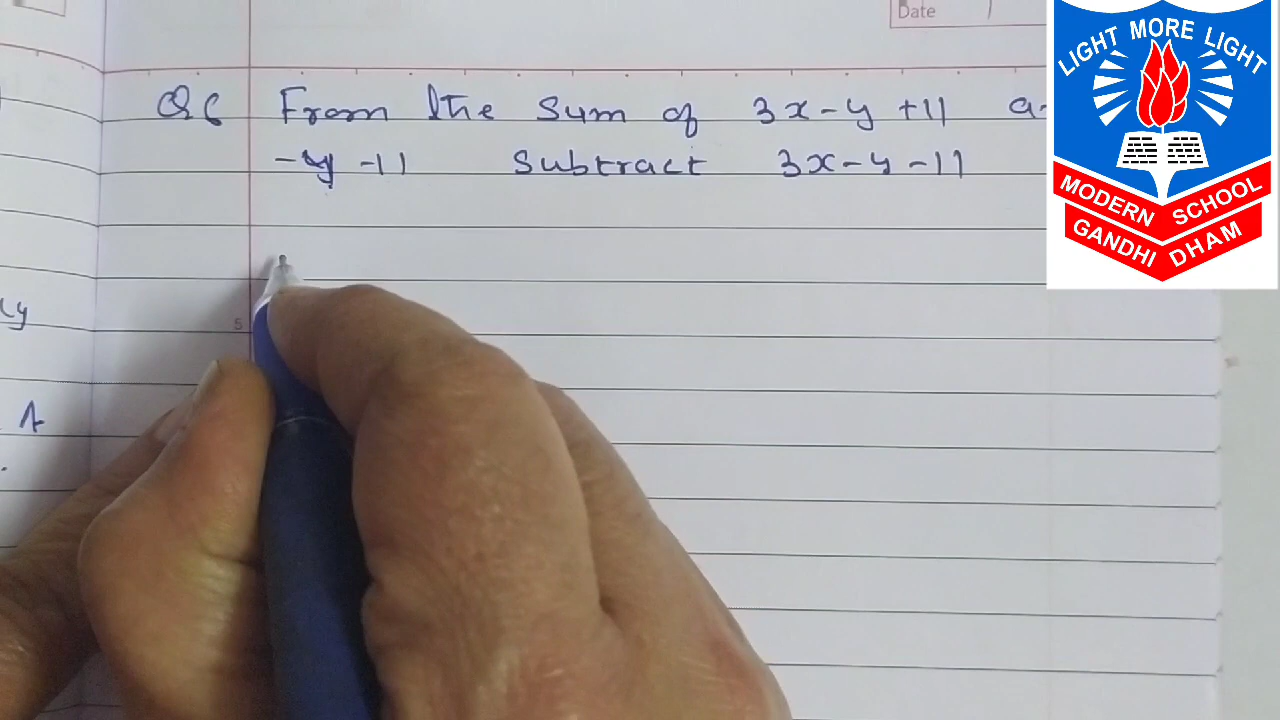 Date
LIGHT MORE LIGHT
Q6 From the Sum of 3x-y+11
-y-11 Subtract 3x-y-11
MODERN SCHOOL
GANDHI DHAM
5